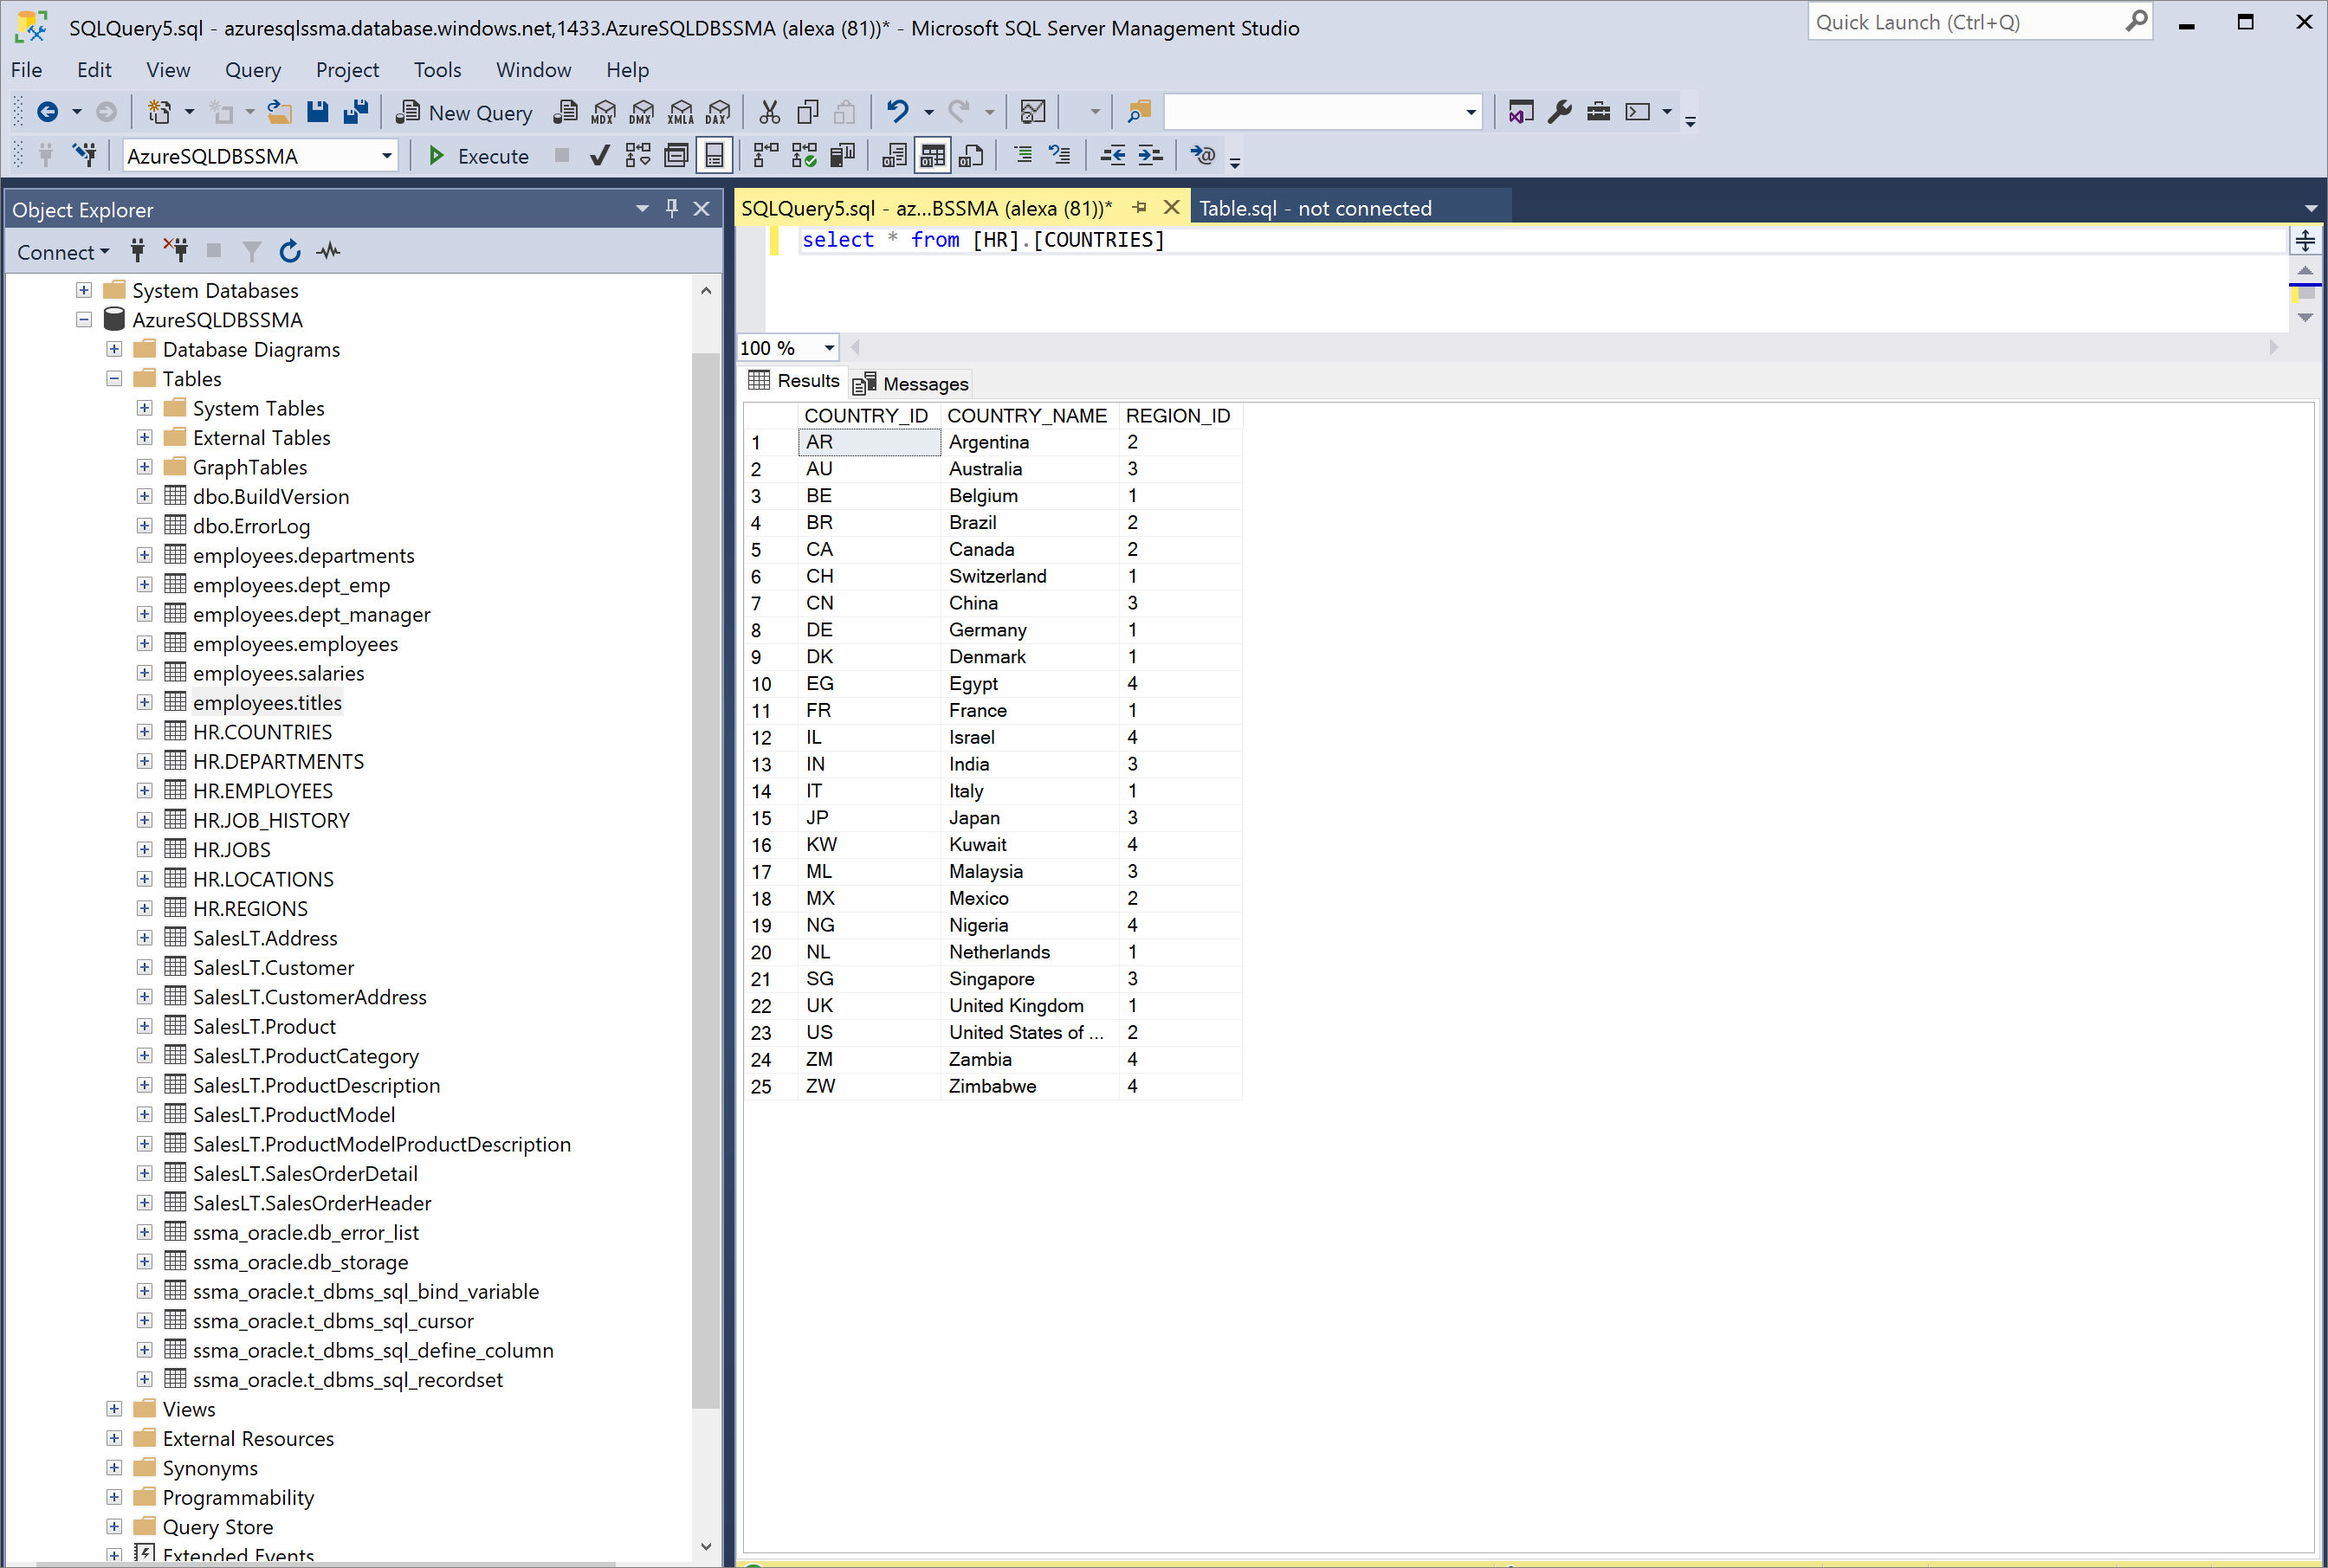 SQLQuery5.sql - azuresqlssma.database.windows.net,1433.AzureSQLDBSSMA (alexa (81))* - Microsoft SQL Server Management Studio
Quick Launch (Ctrl+Q)
File Edit View Query Project Tools Window Help
New Query MDX DMX XMLA DAX
AzureSQLDBSSMA Execute
Object Explorer
Connect
System Databases
AzureSQLDBSSMA
Database Diagrams
Tables
System Tables
External Tables
GraphTables
dbo.BuildVersion
dbo.ErrorLog
employees.departments
employees.dept_emp
employees.dept_manager
employees.employees
employees.salaries
employees.titles
HR.COUNTRIES
HR.DEPARTMENTS
HR.EMPLOYEES
HR.JOB_HISTORY
HR.JOBS
HR.LOCATIONS
HR.REGIONS
SalesLT.Address
SalesLT.Customer
SalesLT.CustomerAddress
SalesLT.Product
SalesLT.ProductCategory
SalesLT.ProductDescription
SalesLT.ProductModel
SalesLT.ProductModelProductDescription
SalesLT.SalesOrderDetail
SalesLT.SalesOrderHeader
ssma_oracle.db_error_list
ssma_oracle.db_storage
ssma_oracle.t_dbms_sql_bind_variable
ssma_oracle.t_dbms_sql_cursor
ssma_oracle.t_dbms_sql_define_column
ssma_oracle.t_dbms_sql_recordset
Views
External Resources
Synonyms
Programmability
Query Store
Extended Events
SQLQuery5.sql - az...BSSMA (alexa (81))* Table.sql - not connected
select * from [HR].[COUNTRIES]
100 %
Results Messages
COUNTRY_ID COUNTRY_NAME REGION_ID
1 AR Argentina 2
2 AU Australia 3
3 BE Belgium 1
4 BR Brazil 2
5 CA Canada 2
6 CH Switzerland 1
7 CN China 3
8 DE Germany 1
9 DK Denmark 1
10 EG Egypt 4
11 FR France 1
12 IL Israel 4
13 IN India 3
14 IT Italy 1
15 JP Japan 3
16 KW Kuwait 4
17 ML Malaysia 3
18 MX Mexico 2
19 NG Nigeria 4
20 NL Netherlands 1
21 SG Singapore 3
22 UK United Kingdom 1
23 US United States of ... 2
24 ZM Zambia 4
25 ZW Zimbabwe 4